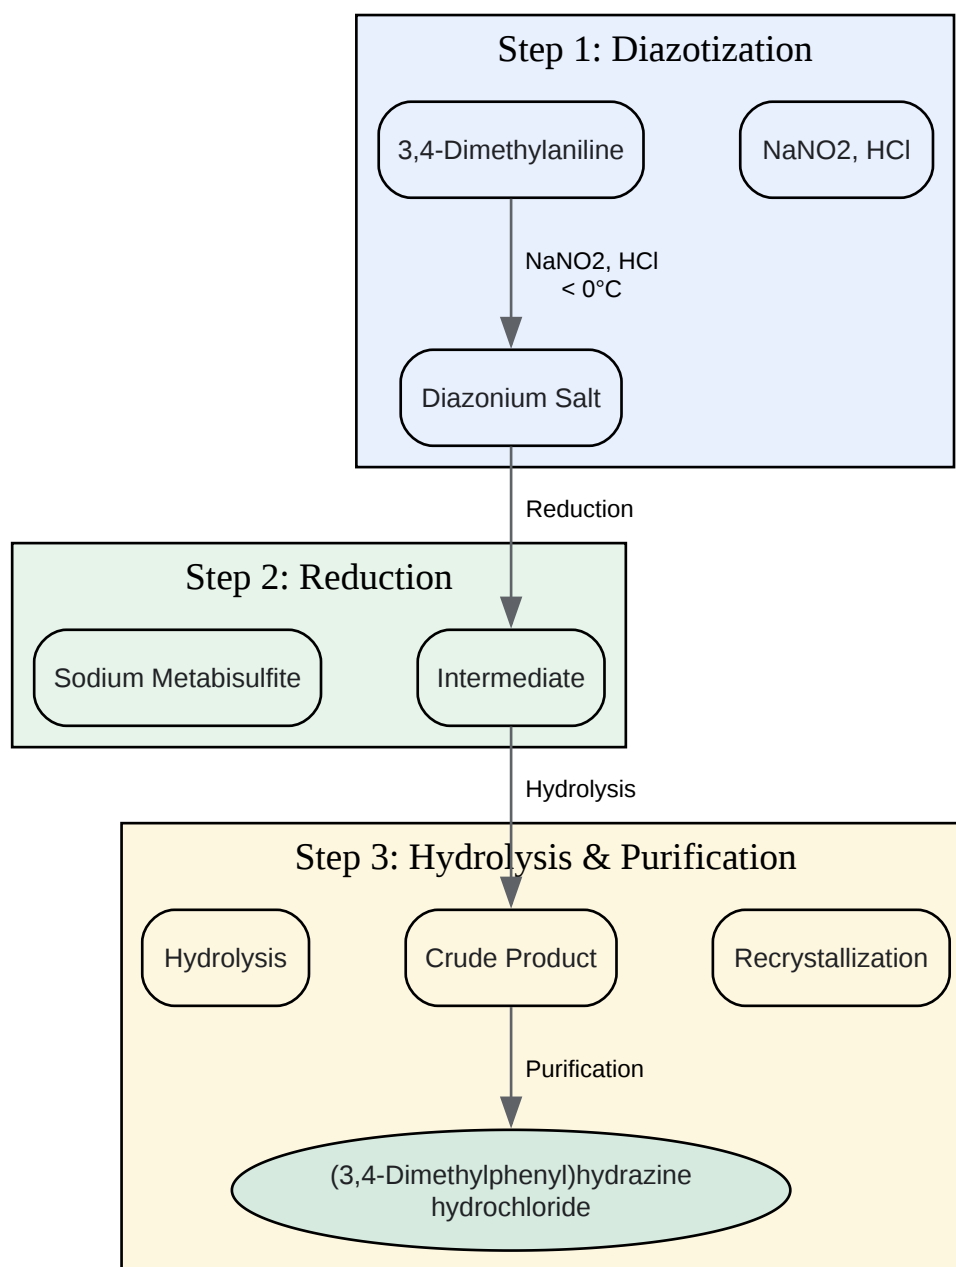 Step 1: Diazotization
3,4-Dimethylaniline
NaNO2, HCl
NaNO2, HCl
< 0°C
Diazonium Salt
Reduction
Step 2: Reduction
Sodium Metabisulfite
Intermediate
Hydrolysis
Step 3: Hydrolysis & Purification
Hydrolysis
Crude Product
Recrystallization
Purification
(3,4-Dimethylphenyl)hydrazine
hydrochloride